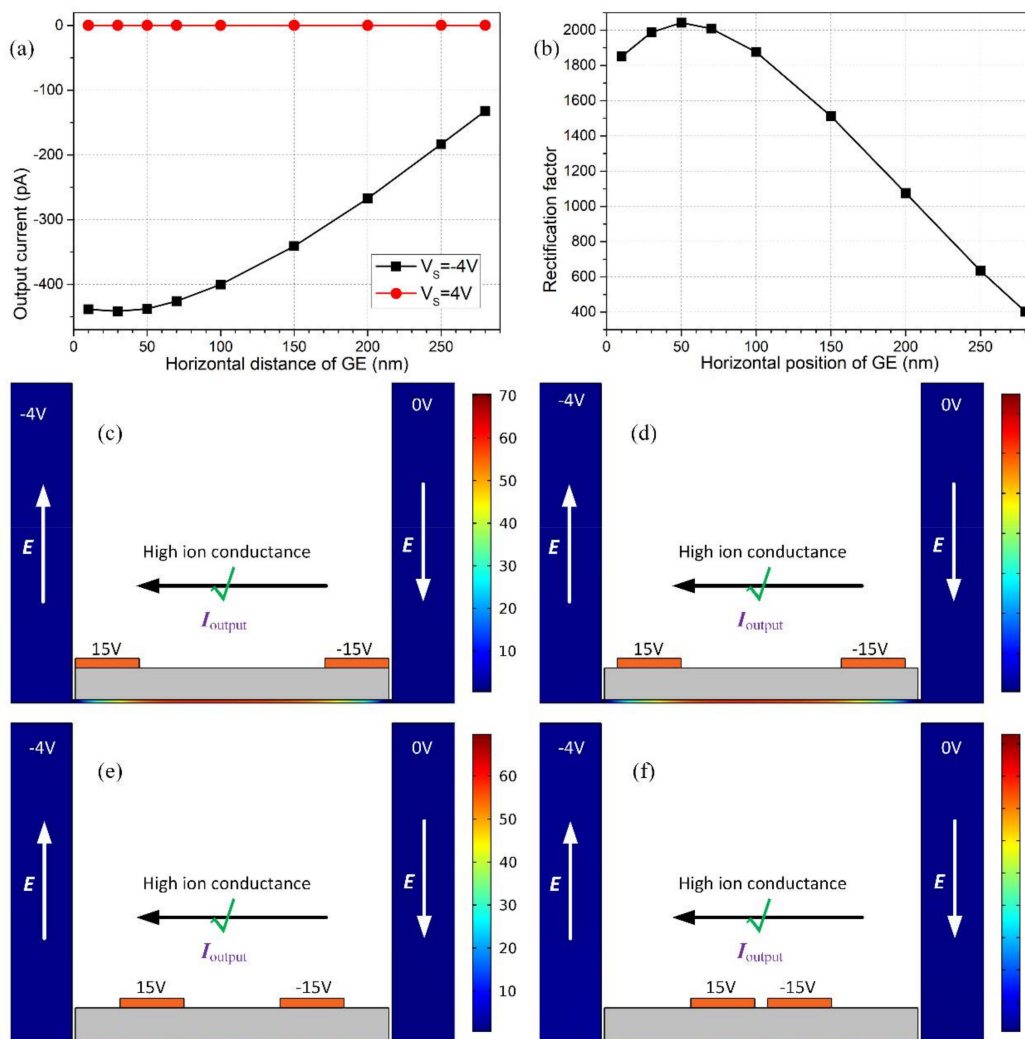 (a)
0
-100
-200
-300
-400
Output current (pA)
V_S=-4V
V_S=4V
0 50 100 150 200 250
Horizontal distance of GE (nm)
(b)
2000
1800
1600
1400
1200
1000
800
600
400
Rectification factor
0 50 100 150 200 250
Horizontal position of GE (nm)
-4V
(c)
0V
E
E
High ion conductance
I_output
15V -15V
70
60
50
40
30
20
10
-4V
(d)
0V
E
E
High ion conductance
I_output
15V -15V
-4V
(e)
0V
E
E
High ion conductance
I_output
15V -15V
60
50
40
30
20
10
-4V
(f)
0V
E
E
High ion conductance
I_output
15V -15V